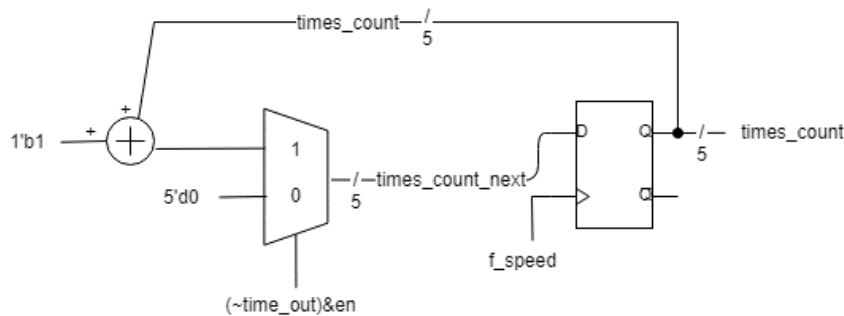 times_count
/
5
+
+
1'b1
+
1
5'd0
0
/
5
times_count_next
D
Q
Q
/
5
times_count
f_speed
(~time_out)&en